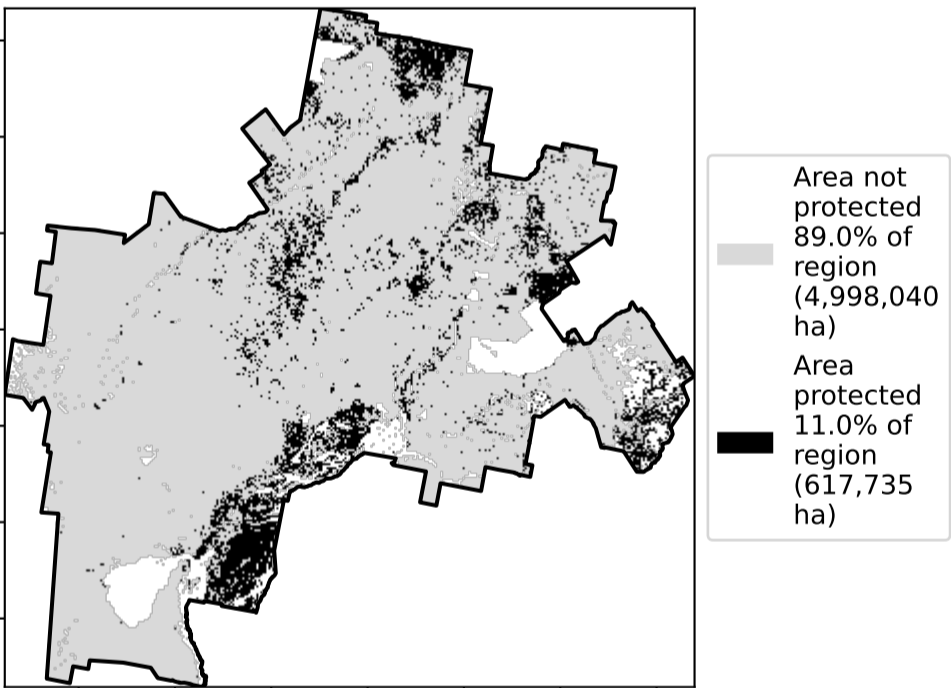 Area not
protected
89.0% of
region
(4,998,040
ha)
Area
protected
11.0% of
region
(617,735
ha)